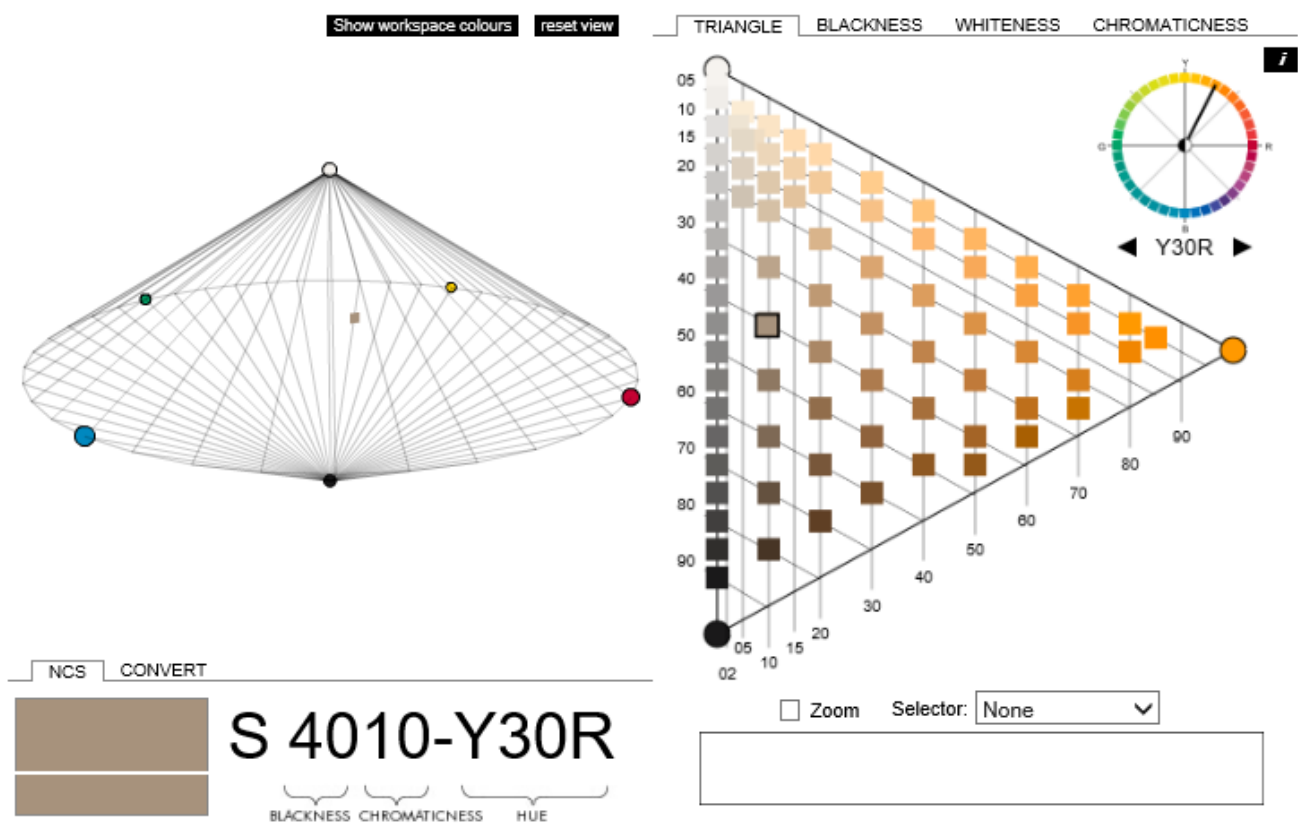 Show workspace colours reset view
TRIANGLE BLACKNESS WHITENESS CHROMATICNESS
i
Y
G
R
B
Y30R
05
10
15
20
30
40
50
60
70
80
90
90
80
70
60
50
40
30
20
15
10
05
02
NCS CONVERT
S 4010-Y30R
BLACKNESS CHROMATICNESS HUE
Zoom Selector: None